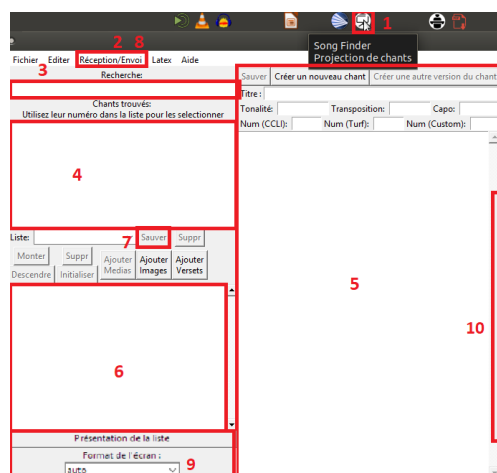 1
Song Finder
Projection de chants
2 8
Fichier Editer Réception/Envoi Latex Aide
3
Recherche:
Chants trouvés:
Utilisez leur numéro dans la liste pour les selectionner
4
Liste: Sauver Suppr
7
Monter Suppr Ajouter Medias Ajouter Images Ajouter Versets
Descendre Initialiser
6
Présentation de la liste
Format de l'écran :
auto
9
Sauver Créer un nouveau chant Créer une autre version du chant
Titre :
Tonalité: Transposition: Capo:
Num (CCLI): Num (Turf): Num (Custom):
5
10